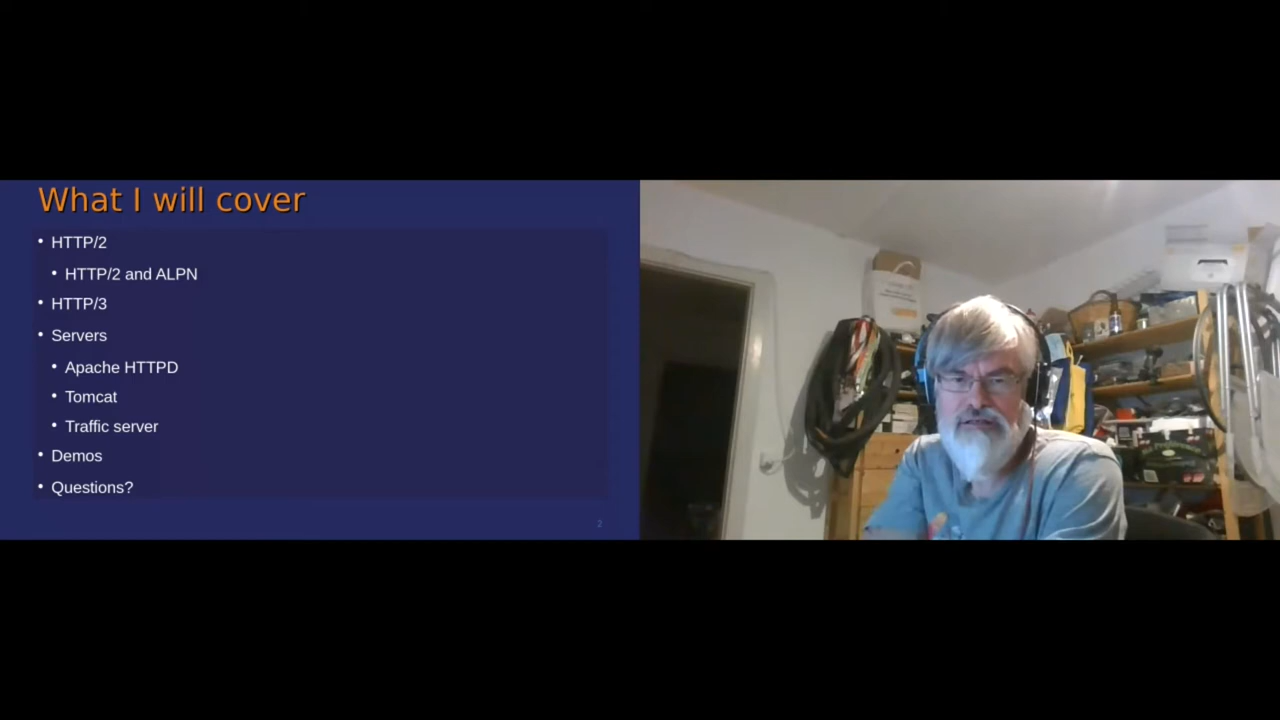 What I will cover
• HTTP/2
• HTTP/2 and ALPN
• HTTP/3
• Servers
• Apache HTTPD
• Tomcat
• Traffic server
• Demos
• Questions?
2